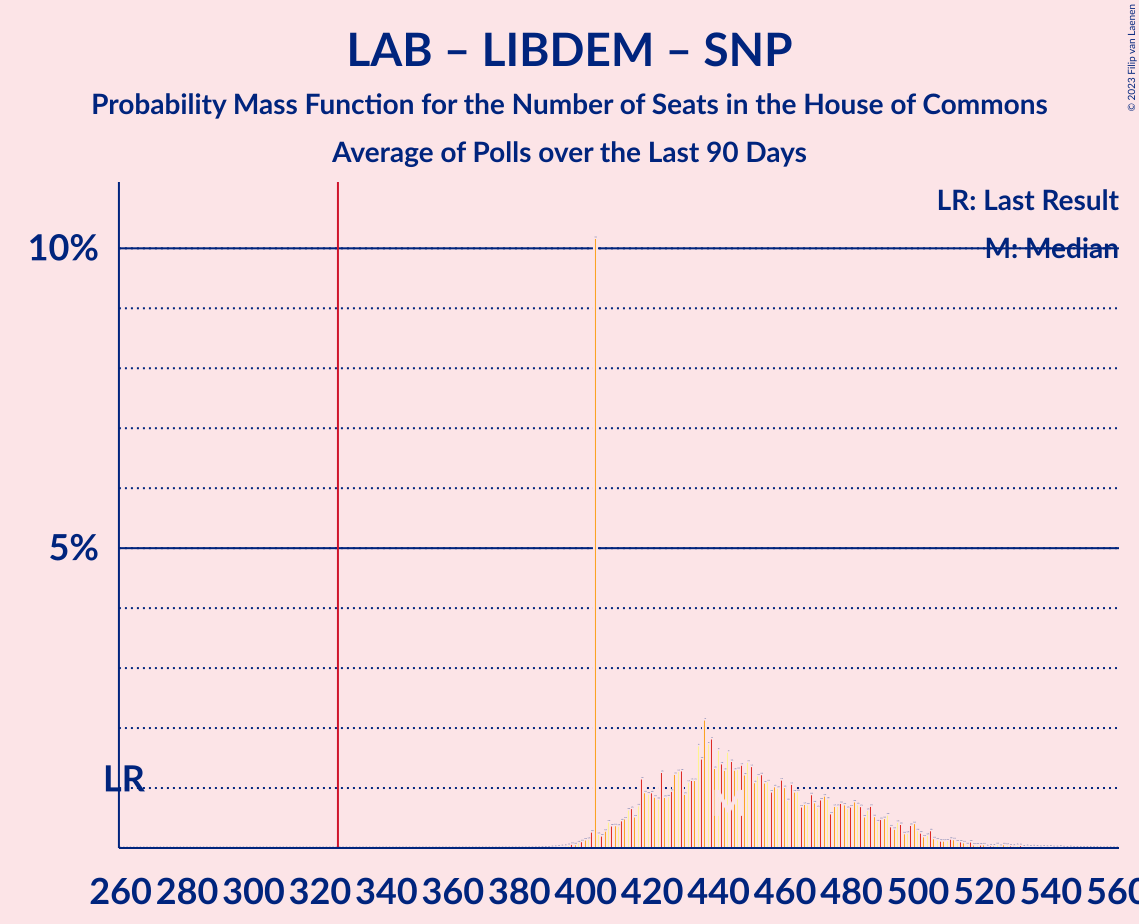 LAB – LIBDEM – SNP
Probability Mass Function for the Number of Seats in the House of Commons
Average of Polls over the Last 90 Days
© 2023 Filip van Laenen
LR: Last Result
M: Median
10%
5%
LR
M
260 280 300 320 340 360 380 400 420 440 460 480 500 520 540 560